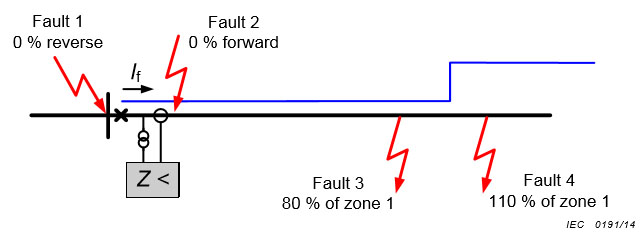 Fault 1
0 % reverse
Fault 2
0 % forward
If
Z <
Fault 3
80 % of zone 1
Fault 4
110 % of zone 1
IEC 0191/14